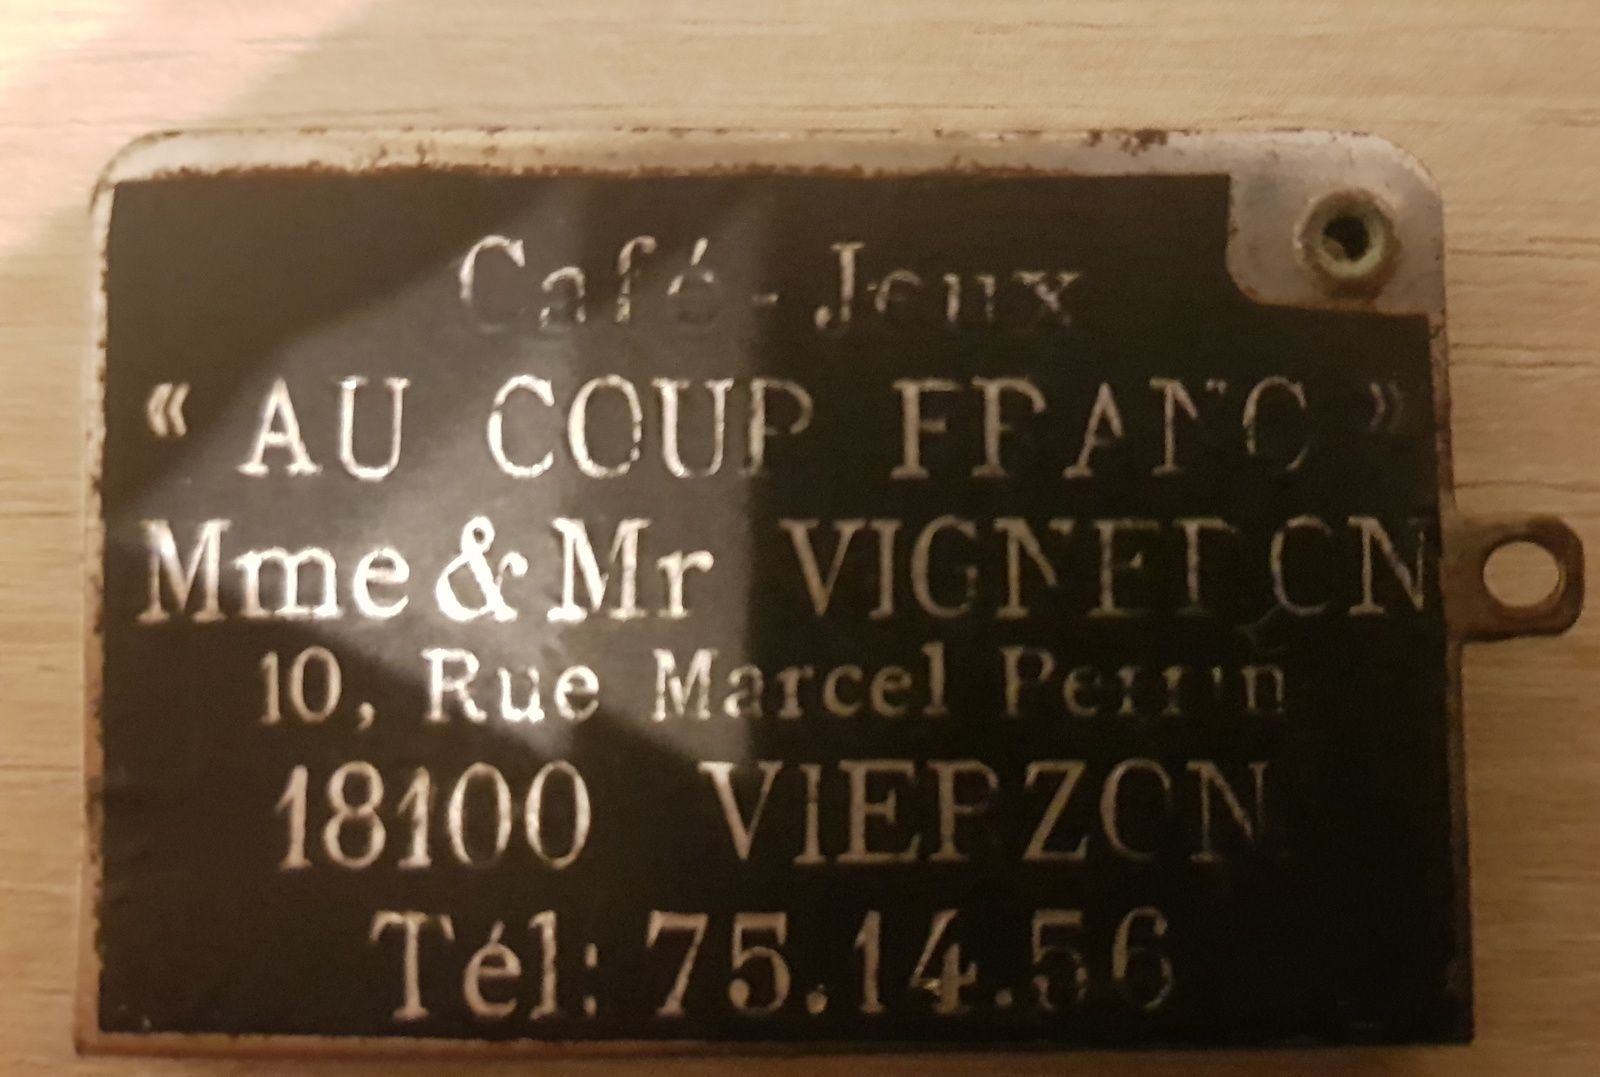 Café-Jeux
« AU COUP FRANC »
Mme & Mr VIGNERON
10, Rue Marcel Perrin
18100 VIERZON
Tél: 75.14.56